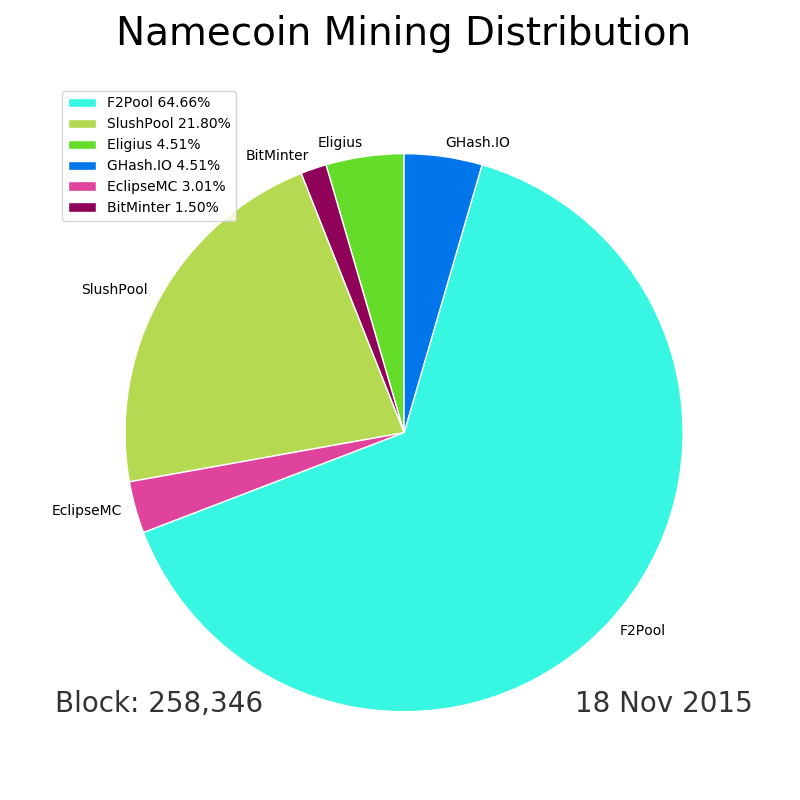 Namecoin Mining Distribution
F2Pool 64.66%
SlushPool 21.80%
Eligius 4.51%
GHash.IO 4.51%
EclipseMC 3.01%
BitMinter 1.50%
BitMinter
Eligius
GHash.IO
SlushPool
EclipseMC
F2Pool
Block: 258,346
18 Nov 2015